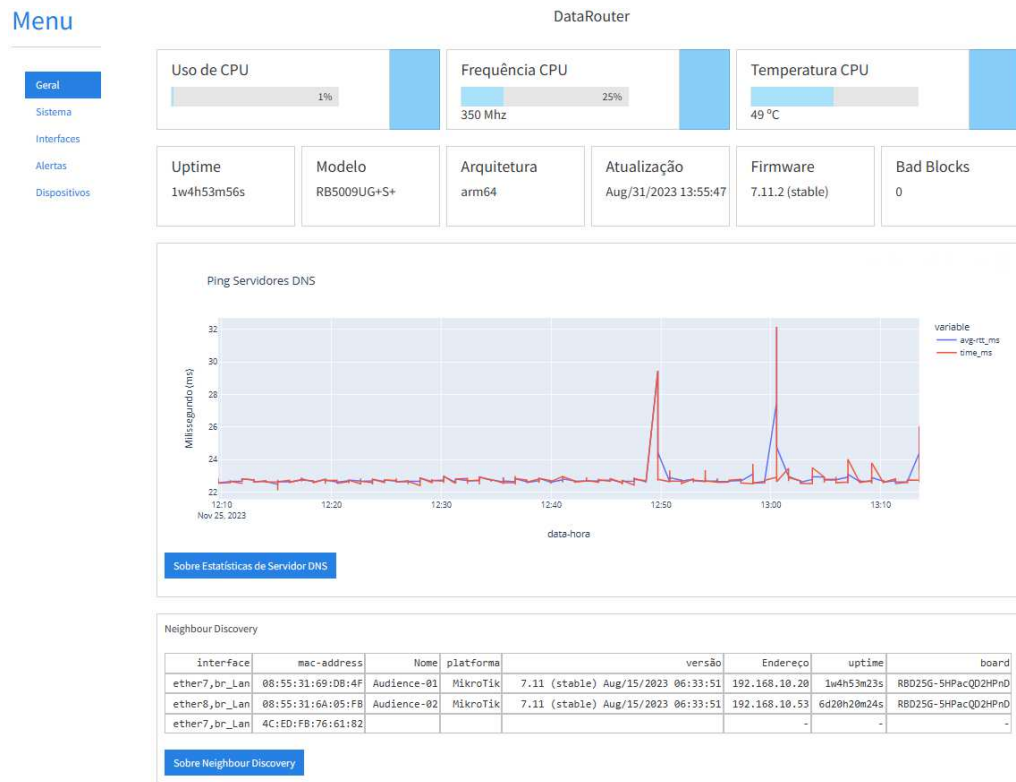 Menu
DataRouter
Geral
Sistema
Interfaces
Alertas
Dispositivos
Uso de CPU
1%
Frequência CPU
25%
350 Mhz
Temperatura CPU
49 ºC
Uptime
1w4h53m56s
Modelo
RB5009UG+S+
Arquitetura
arm64
Atualização
Aug/31/2023 13:55:47
Firmware
7.11.2 (stable)
Bad Blocks
0
Ping Servidores DNS
variable
avg-rtt_ms
time_ms
Milissegundo (ms)
32
30
28
26
24
22
12:10 12:20 12:30 12:40 12:50 13:00 13:10
Nov 25, 2023
data-hora
Sobre Estatísticas de Servidor DNS
Neighbour Discovery
interface mac-address Nome platforma versão Endereço uptime board
ether7,br_Lan 08:55:31:69:DB:4F Audience-01 MikroTik 7.11 (stable) Aug/15/2023 06:33:51 192.168.10.20 1w4h53m23s RBD25G-5HPacQD2HPnD
ether8,br_Lan 08:55:31:6A:05:FB Audience-02 MikroTik 7.11 (stable) Aug/15/2023 06:33:51 192.168.10.53 6d20h20m24s RBD25G-5HPacQD2HPnD
ether7,br_Lan 4C:ED:FB:76:61:82 - - -
Sobre Neighbour Discovery